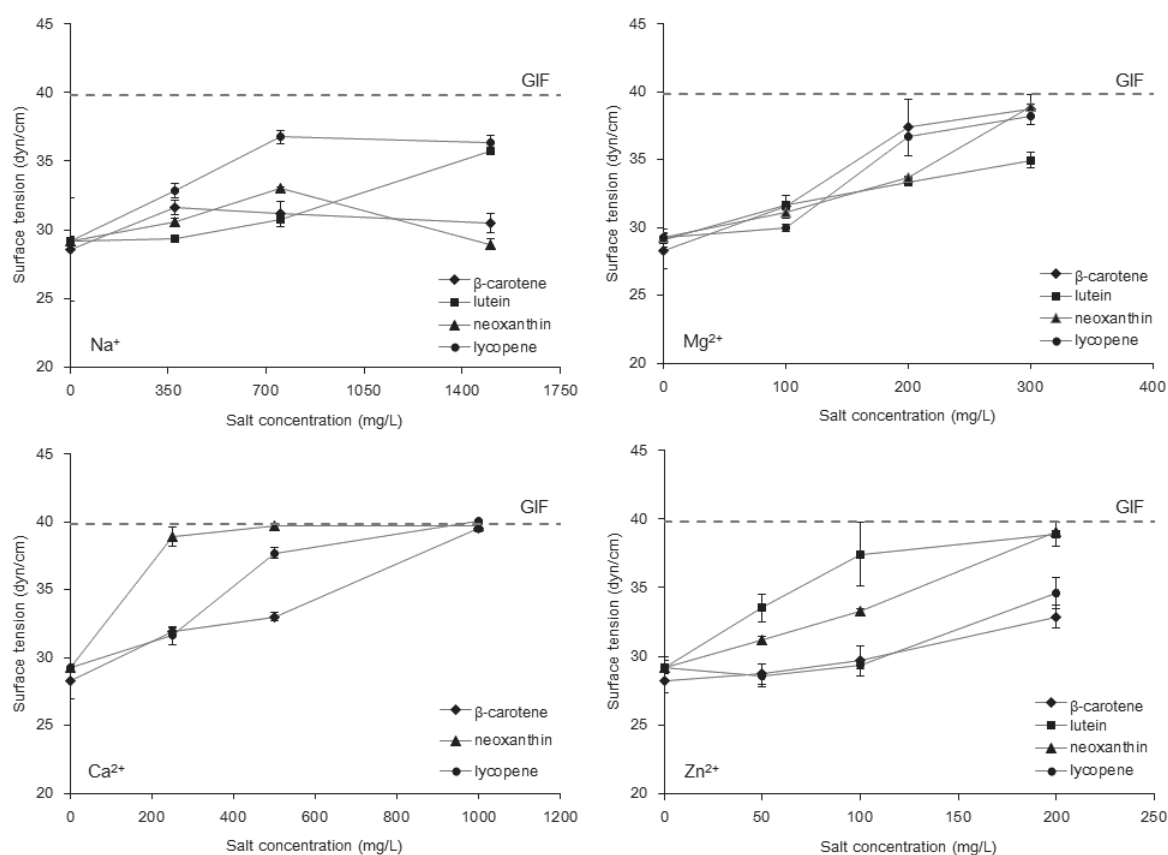 45
40
35
30
25
20
Surface tension (dyn/cm)
GIF
β-carotene
lutein
neoxanthin
lycopene
Na⁺
0 350 700 1050 1400 1750
Salt concentration (mg/L)
45
40
35
30
25
20
Surface tension (dyn/cm)
GIF
β-carotene
lutein
neoxanthin
lycopene
Mg²⁺
0 100 200 300 400
Salt concentration (mg/L)
45
40
35
30
25
20
Surface tension (dyn/cm)
GIF
β-carotene
neoxanthin
lycopene
Ca²⁺
0 200 400 600 800 1000 1200
Salt concentration (mg/L)
45
40
35
30
25
20
Surface tension (dyn/cm)
GIF
β-carotene
lutein
neoxanthin
lycopene
Zn²⁺
0 50 100 150 200 250
Salt concentration (mg/L)